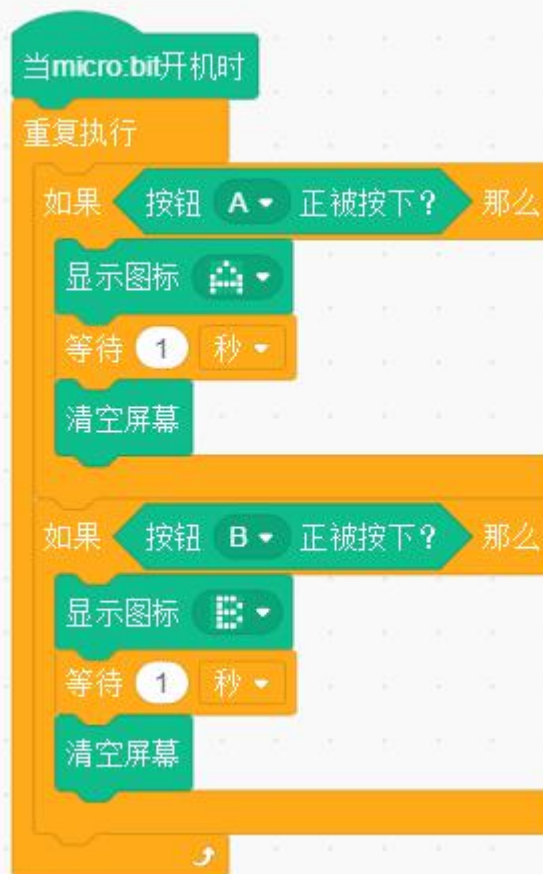 当micro:bit开机时
重复执行
如果 按钮 A 正被按下? 那么
显示图标
等待 1 秒
清空屏幕
如果 按钮 B 正被按下? 那么
显示图标
等待 1 秒
清空屏幕